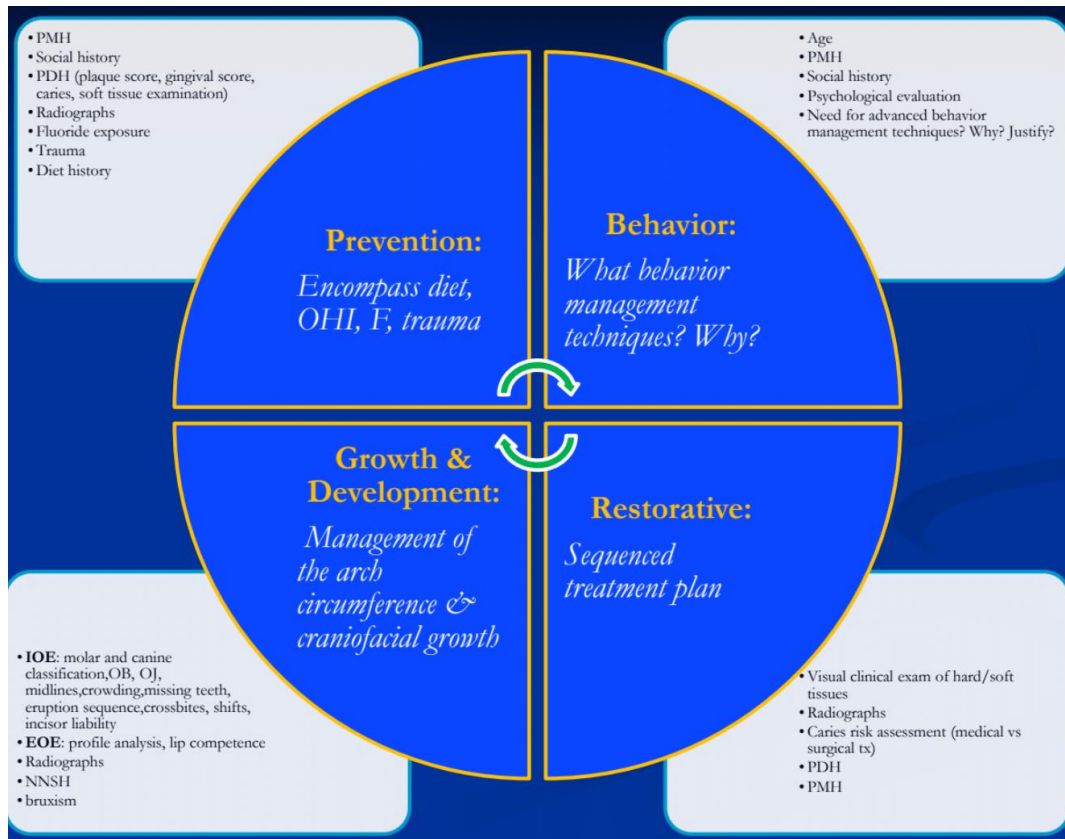 • PMH
• Social history
• PDH (plaque score, gingival score,
caries, soft tissue examination)
• Radiographs
• Fluoride exposure
• Trauma
• Diet history
• Age
• PMH
• Social history
• Psychological evaluation
• Need for advanced behavior
management techniques? Why? Justify?
Prevention:
Encompass diet,
OHI, F, trauma
Behavior:
What behavior
management
techniques? Why?
Growth &
Development:
Management of
the arch
circumference &
craniofacial growth
Restorative:
Sequenced
treatment plan
• IOE: molar and canine
classification,OB, OJ,
midlines,crowding,missing teeth,
eruption sequence,crossbites, shifts,
incisor liability
• EOE: profile analysis, lip competence
• Radiographs
• NNSH
• bruxism
• Visual clinical exam of hard/soft
tissues
• Radiographs
• Caries risk assessment (medical vs
surgical tx)
• PDH
• PMH